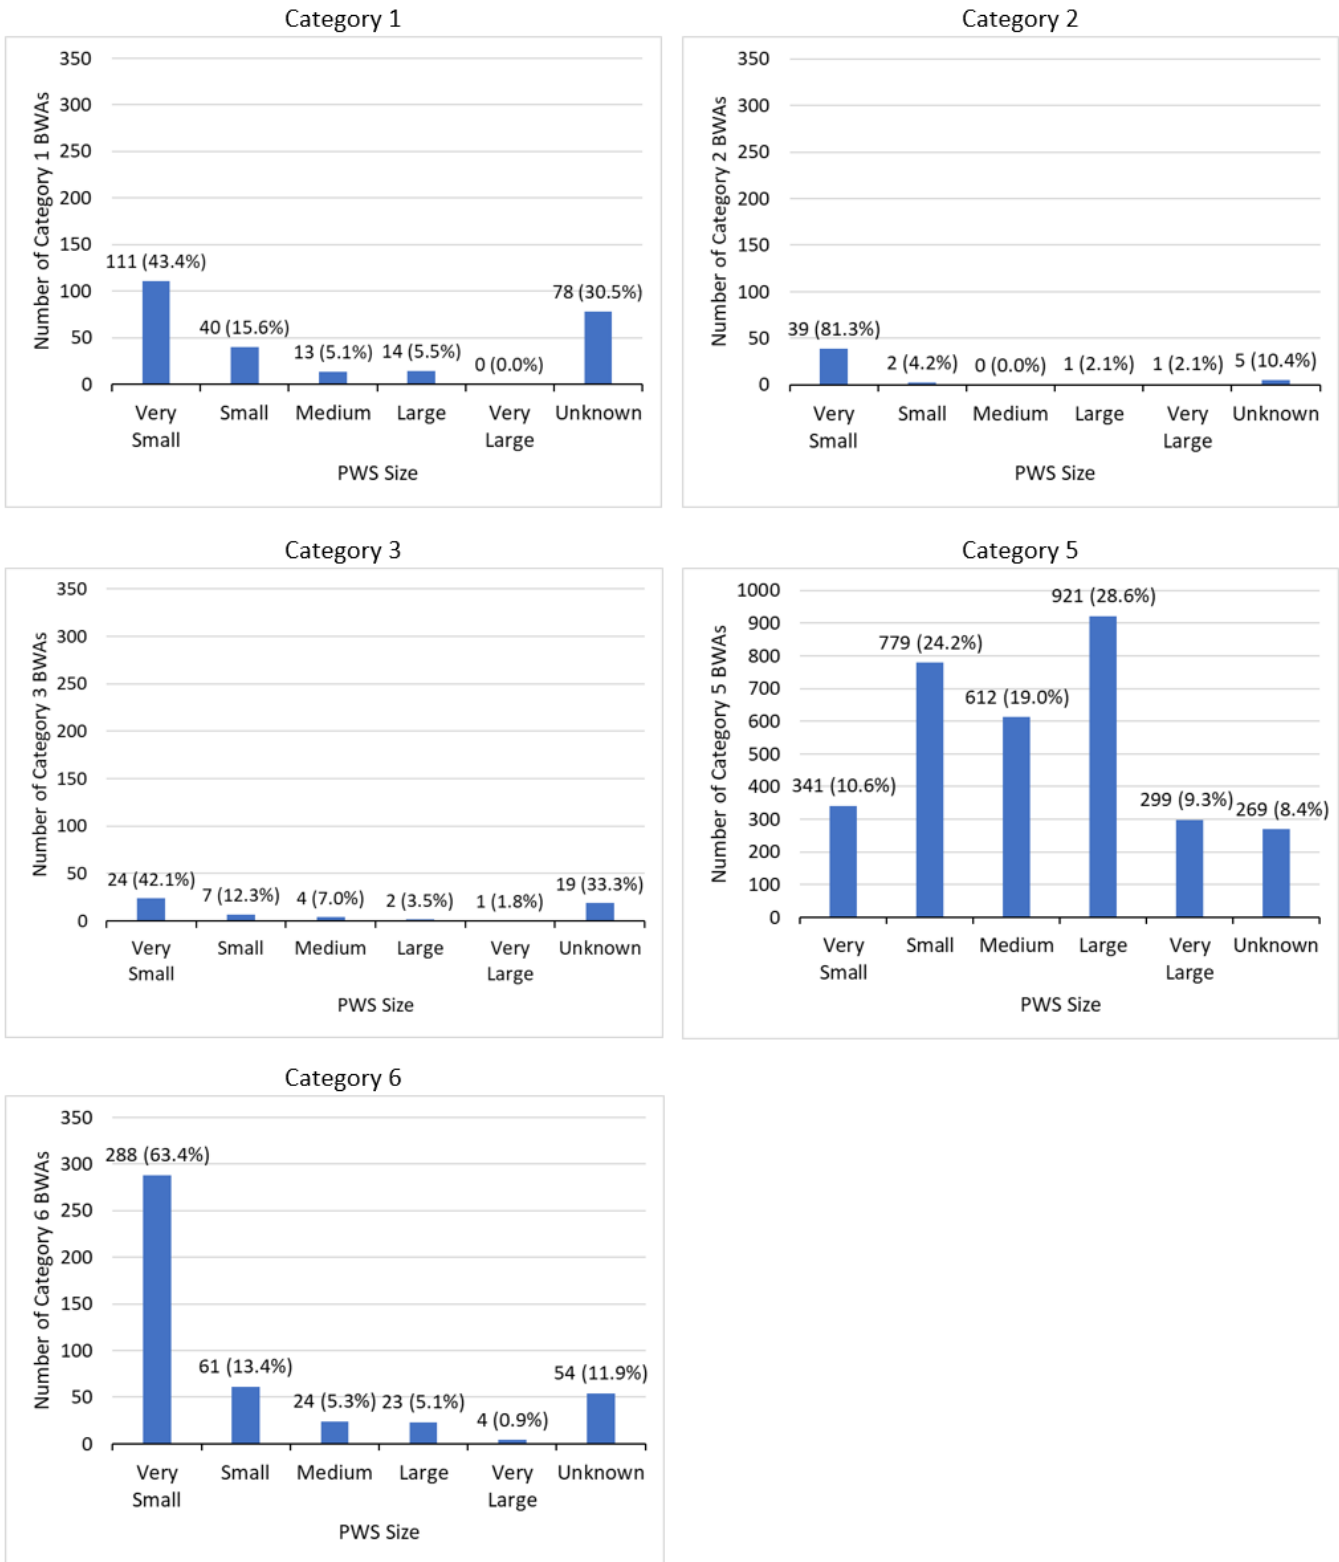 Category 1
Number of Category 1 BWAs
350
300
250
200
150
100
50
0
111 (43.4%)
40 (15.6%)
13 (5.1%)
14 (5.5%)
0 (0.0%)
78 (30.5%)
Very Small
Small
Medium
Large
Very Large
Unknown
PWS Size
Category 2
Number of Category 2 BWAs
350
300
250
200
150
100
50
0
39 (81.3%)
2 (4.2%)
0 (0.0%)
1 (2.1%)
1 (2.1%)
5 (10.4%)
Very Small
Small
Medium
Large
Very Large
Unknown
PWS Size
Category 3
Number of Category 3 BWAs
350
300
250
200
150
100
50
0
24 (42.1%)
7 (12.3%)
4 (7.0%)
2 (3.5%)
1 (1.8%)
19 (33.3%)
Very Small
Small
Medium
Large
Very Large
Unknown
PWS Size
Category 5
Number of Category 5 BWAs
1000
900
800
700
600
500
400
300
200
100
0
341 (10.6%)
779 (24.2%)
612 (19.0%)
921 (28.6%)
299 (9.3%)
269 (8.4%)
Very Small
Small
Medium
Large
Very Large
Unknown
PWS Size
Category 6
Number of Category 6 BWAs
350
300
250
200
150
100
50
0
288 (63.4%)
61 (13.4%)
24 (5.3%)
23 (5.1%)
4 (0.9%)
54 (11.9%)
Very Small
Small
Medium
Large
Very Large
Unknown
PWS Size